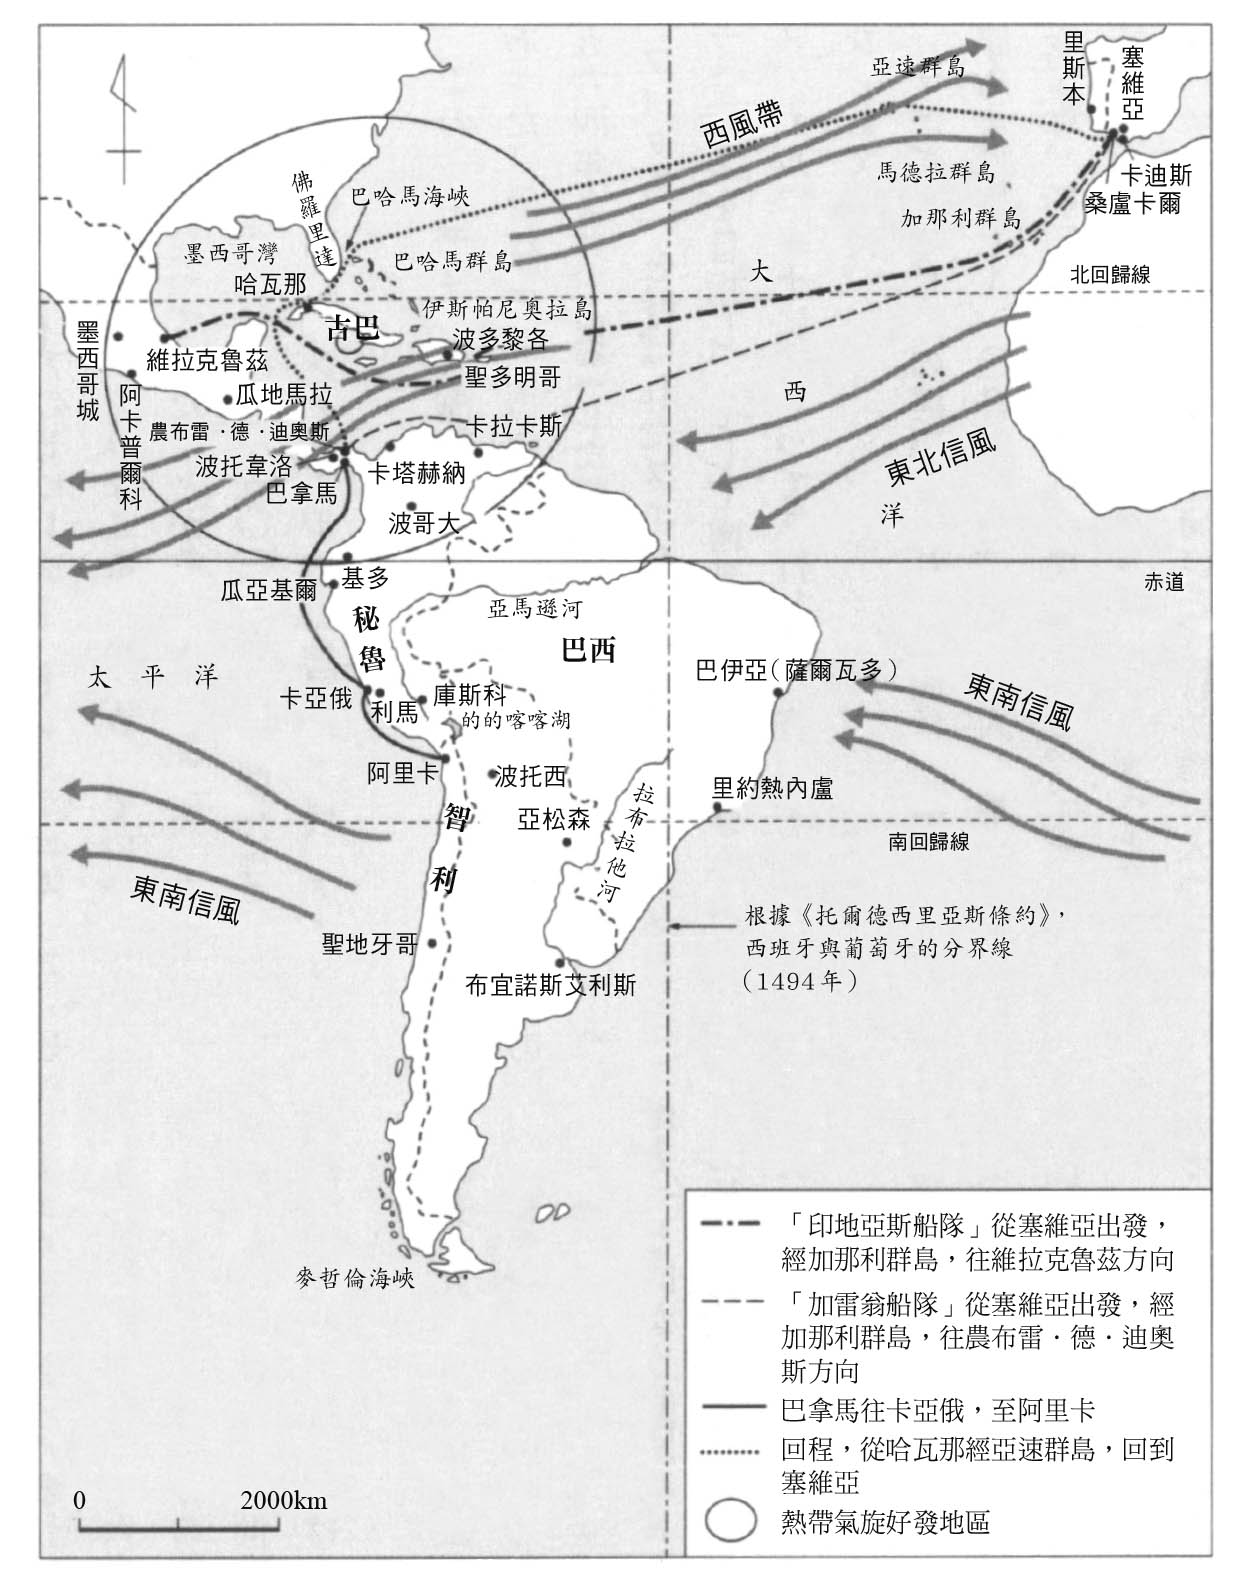 里斯本
塞維亞
亞速群島
西風帶
卡迪斯
桑盧卡爾
馬德拉群島
加那利群島
佛羅里達
巴哈馬海峽
墨西哥灣
巴哈馬群島
哈瓦那
大
北回歸線
伊斯帕尼奧拉島
古巴
波多黎各
墨西哥城
維拉克魯茲
聖多明哥
阿卡普爾科
瓜地馬拉
西
農布雷·德·迪奧斯
卡拉卡斯
波托韋洛
卡塔赫納
東北信風
巴拿馬
波哥大
洋
基多
瓜亞基爾
赤道
亞馬遜河
秘魯
巴西
太平洋
巴伊亞(薩爾瓦多)
東南信風
卡亞俄
利馬
庫斯科
的的喀喀湖
阿里卡
波托西
里約熱內盧
拉布拉他河
智利
亞松森
南回歸線
東南信風
聖地牙哥
根據《托爾德西里亞斯條約》,
西班牙與葡萄牙的分界線
(1494年)
布宜諾斯艾利斯
麥哲倫海峽
「印地亞斯船隊」從塞維亞出發,
經加那利群島,往維拉克魯茲方向
「加雷翁船隊」從塞維亞出發,經
加那利群島,往農布雷·德·迪奧
斯方向
巴拿馬往卡亞俄,至阿里卡
回程,從哈瓦那經亞速群島,回到
塞維亞
熱帶氣旋好發地區
0 2000km